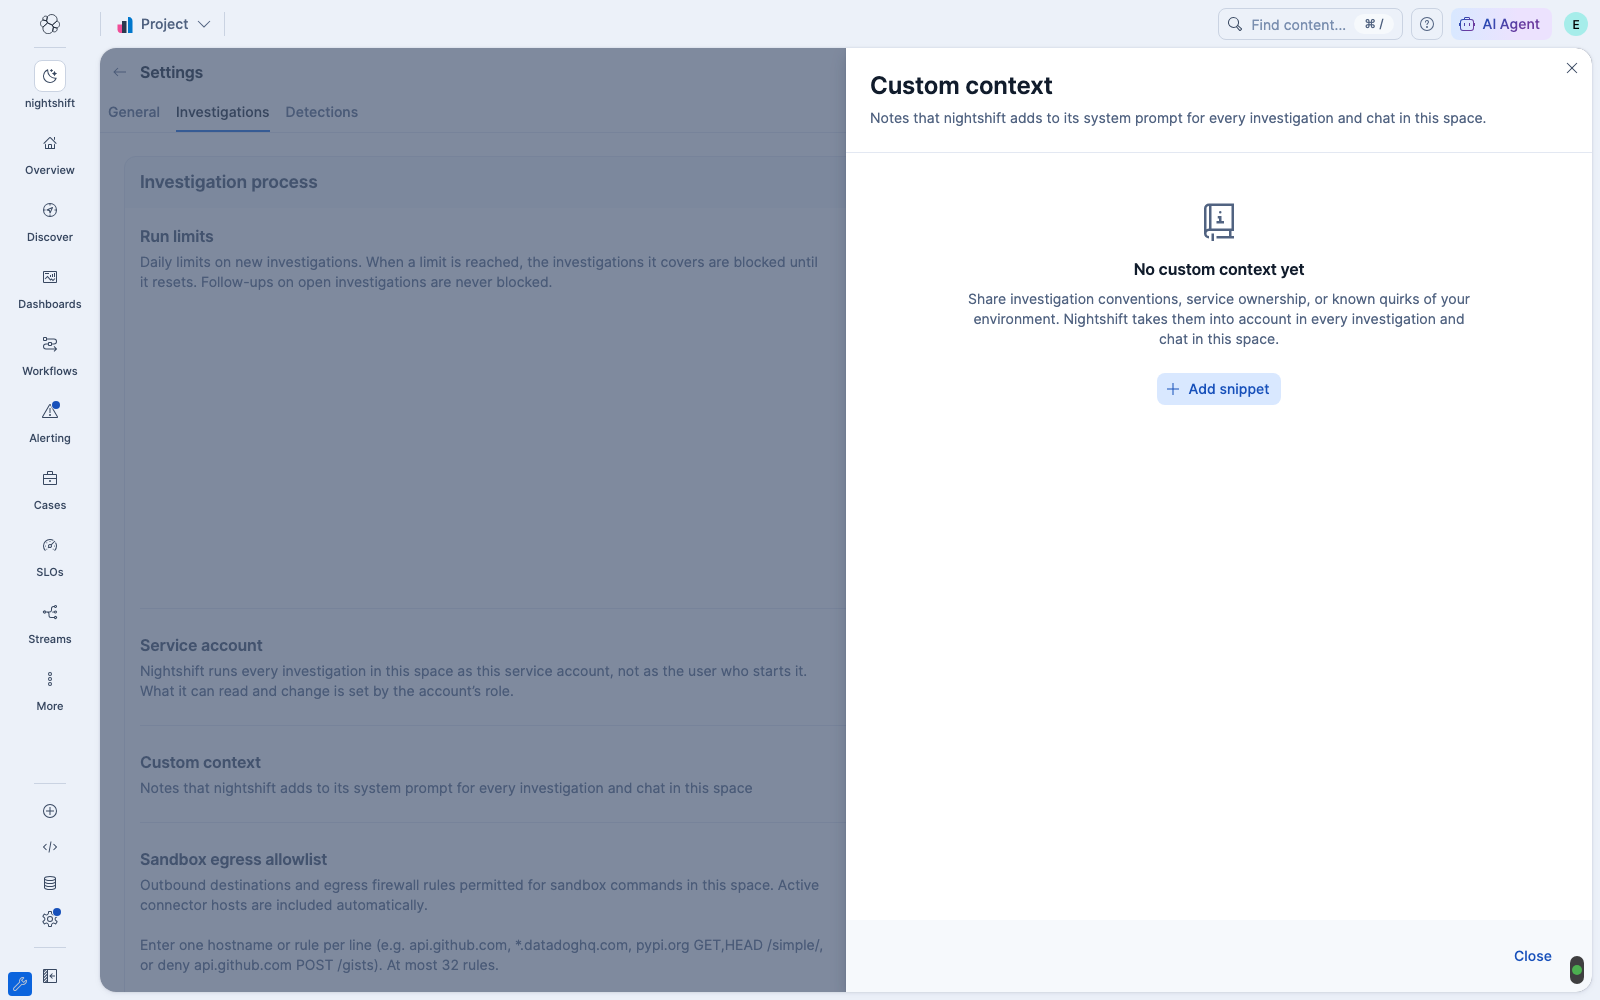 Project
Find content...
⌘ /
AI Agent
E
nightshift
Overview
Discover
Dashboards
Workflows
Alerting
Cases
SLOs
Streams
More
Settings
General
Investigations
Detections
Investigation process
Run limits
Daily limits on new investigations. When a limit is reached, the investigations it covers are blocked until
it resets. Follow-ups on open investigations are never blocked.
Service account
Nightshift runs every investigation in this space as this service account, not as the user who starts it.
What it can read and change is set by the account's role.
Custom context
Notes that nightshift adds to its system prompt for every investigation and chat in this space
Sandbox egress allowlist
Outbound destinations and egress firewall rules permitted for sandbox commands in this space. Active
connector hosts are included automatically.
Enter one hostname or rule per line (e.g. api.github.com, *.datadoghq.com, pypi.org GET,HEAD /simple/,
or deny api.github.com POST /gists). At most 32 rules.
Custom context
Notes that nightshift adds to its system prompt for every investigation and chat in this space.
No custom context yet
Share investigation conventions, service ownership, or known quirks of your
environment. Nightshift takes them into account in every investigation and
chat in this space.
Add snippet
Close